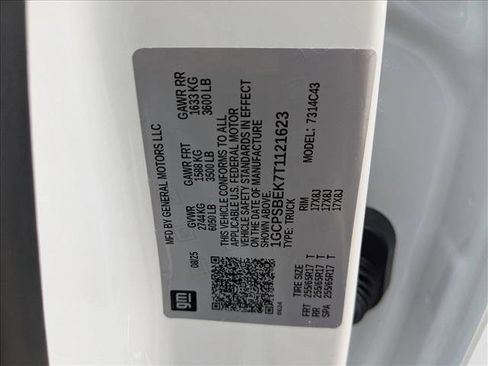 gm
MFD BY GENERAL MOTORS LLC
08/25
GVWR
2744 KG
6050 LB
GAWR FRT
1588 KG
3500 LB
GAWR RR
1633 KG
3600 LB
THIS VEHICLE CONFORMS TO ALL
APPLICABLE U.S. FEDERAL MOTOR
VEHICLE SAFETY STANDARDS IN EFFECT
ON THE DATE OF MANUFACTURE
SHOWN ABOVE.
1GCPSBEK7T1121623
TYPE: TRUCK
7314C43
TIRE SIZE
RIM
FRT 255/65R17 T 17X8J
RR 255/65R17 T 17X8J
SPA 255/65R17 T 17X8J